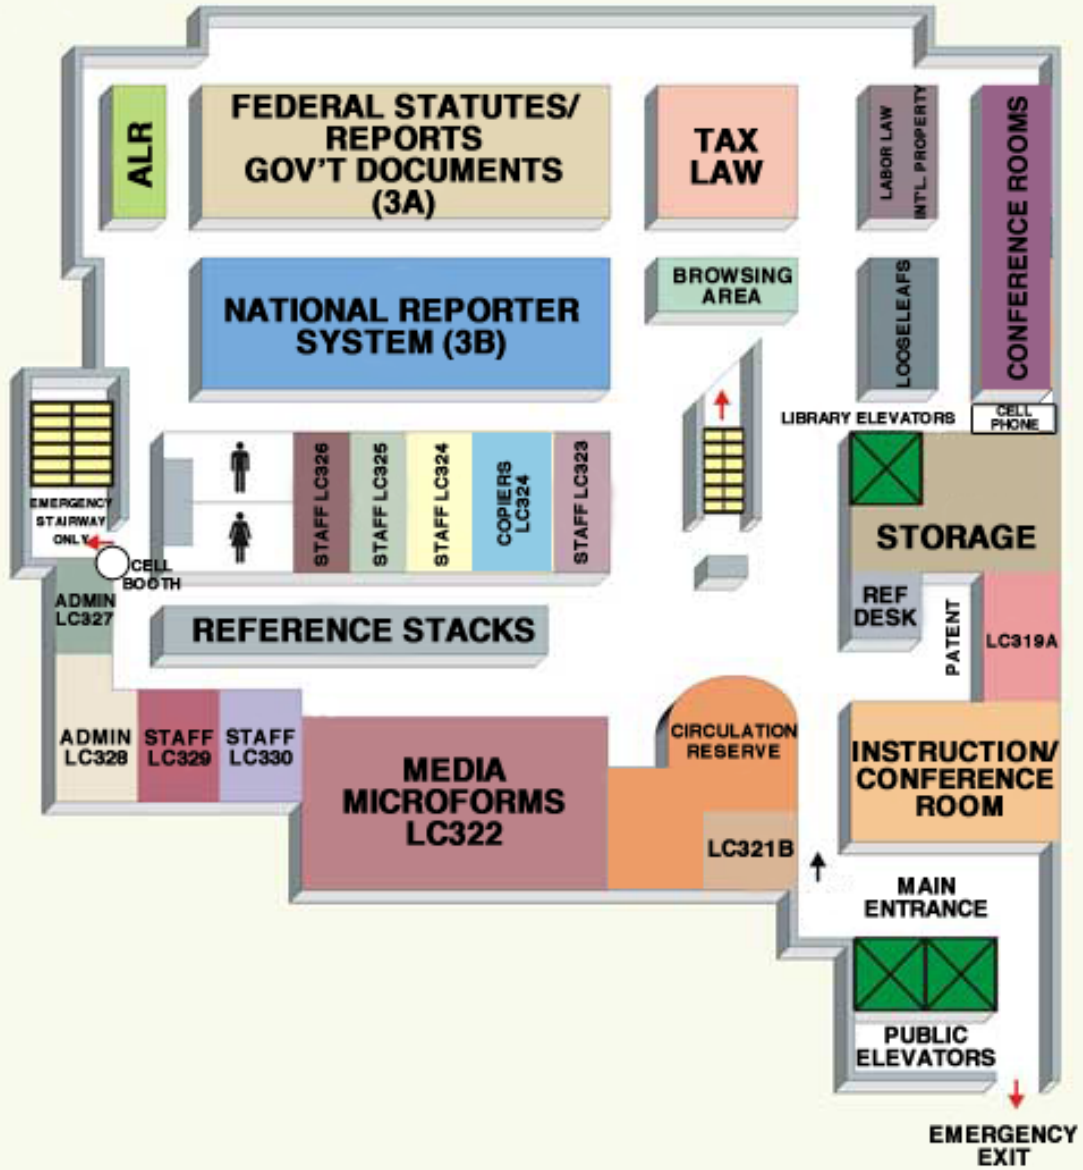 ALR
FEDERAL STATUTES/
REPORTS
GOV'T DOCUMENTS
(3A)
TAX
LAW
LABOR LAW
INT'L. PROPERTY
CONFERENCE ROOMS
NATIONAL REPORTER
SYSTEM (3B)
BROWSING
AREA
LOOSELEAFS
LIBRARY ELEVATORS
CELL
PHONE
EMERGENCY
STAIRWAY
ONLY
CELL
BOOTH
STAFF LC326
STAFF LC325
STAFF LC324
COPIERS
LC324
STAFF LC323
STORAGE
ADMIN
LC327
REFERENCE STACKS
REF
DESK
PATENT
LC319A
ADMIN
LC328
STAFF
LC329
STAFF
LC330
MEDIA
MICROFORMS
LC322
CIRCULATION
RESERVE
LC321B
INSTRUCTION/
CONFERENCE
ROOM
MAIN
ENTRANCE
PUBLIC
ELEVATORS
EMERGENCY
EXIT